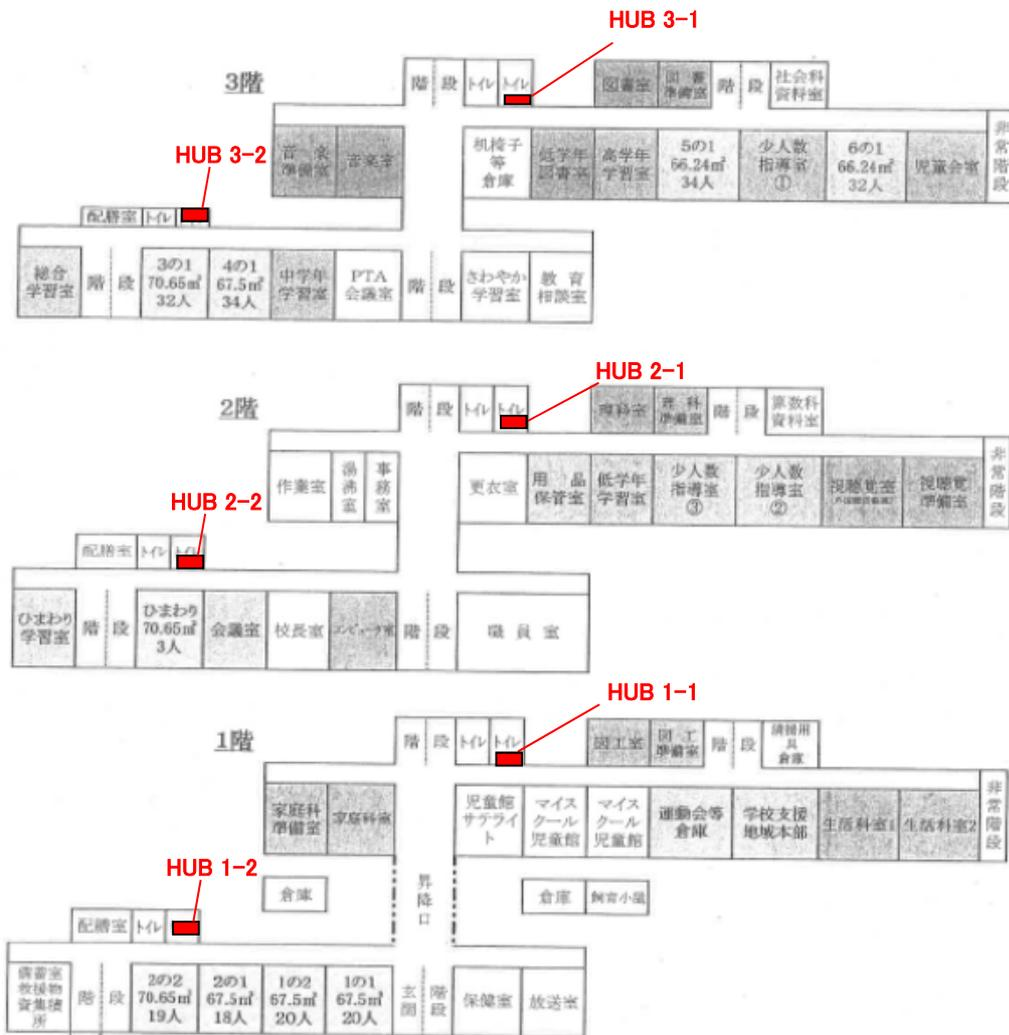 HUB 3-1
3階
階 段
トイレ
トイレ
図書室
図書
準備室
階 段
社会科
資料室
HUB 3-2
音楽
準備室
音楽室
机椅子
等
倉庫
低学年
図書室
高学年
学習室
5の1
66.24㎡
34人
少人数
指導室
①
6の1
66.24㎡
32人
児童会室
非常階段
配膳室
トイレ
総合
学習室
階 段
3の1
70.65㎡
32人
4の1
67.5㎡
34人
中学年
学習室
PTA
会議室
階 段
さわやか
学習室
教育
相談室
HUB 2-1
2階
階 段
トイレ
トイレ
理科室
理科
準備室
階 段
算数科
資料室
HUB 2-2
作業室
湯沸室
事務室
更衣室
用品
保管室
低学年
学習室
少人数
指導室
③
少人数
指導室
②
視聴覚室
視聴覚
準備室
非常階段
配膳室
トイレ
トイレ
ひまわり
学習室
階 段
ひまわり
70.65㎡
3人
会議室
校長室
コンピュータ室
階 段
職員室
HUB 1-1
1階
階 段
トイレ
トイレ
図工室
図工
準備室
階 段
清掃用
具
倉庫
HUB 1-2
家庭科
準備室
家庭科室
児童館
サテライ
ト
マイス
クール
児童館
マイス
クール
児童館
運動会等
倉庫
学校支援
地域本部
生活科室1
生活科室2
非常階段
倉庫
昇降口
倉庫
飼育小屋
配膳室
トイレ
備蓄室
救援物
資集積
所
階 段
2の2
70.65㎡
19人
2の1
67.5㎡
18人
1の2
67.5㎡
20人
1の1
67.5㎡
20人
玄関
階段
保健室
放送室